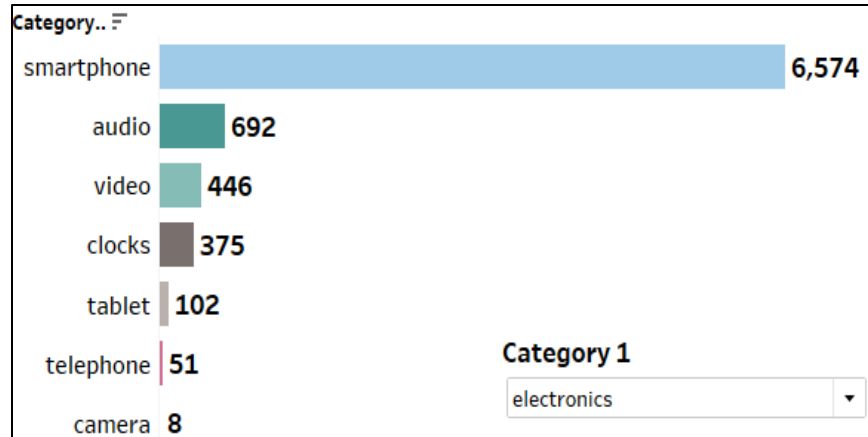 Category..
smartphone 6,574
audio 692
video 446
clocks 375
tablet 102
telephone 51
camera 8
Category 1
electronics